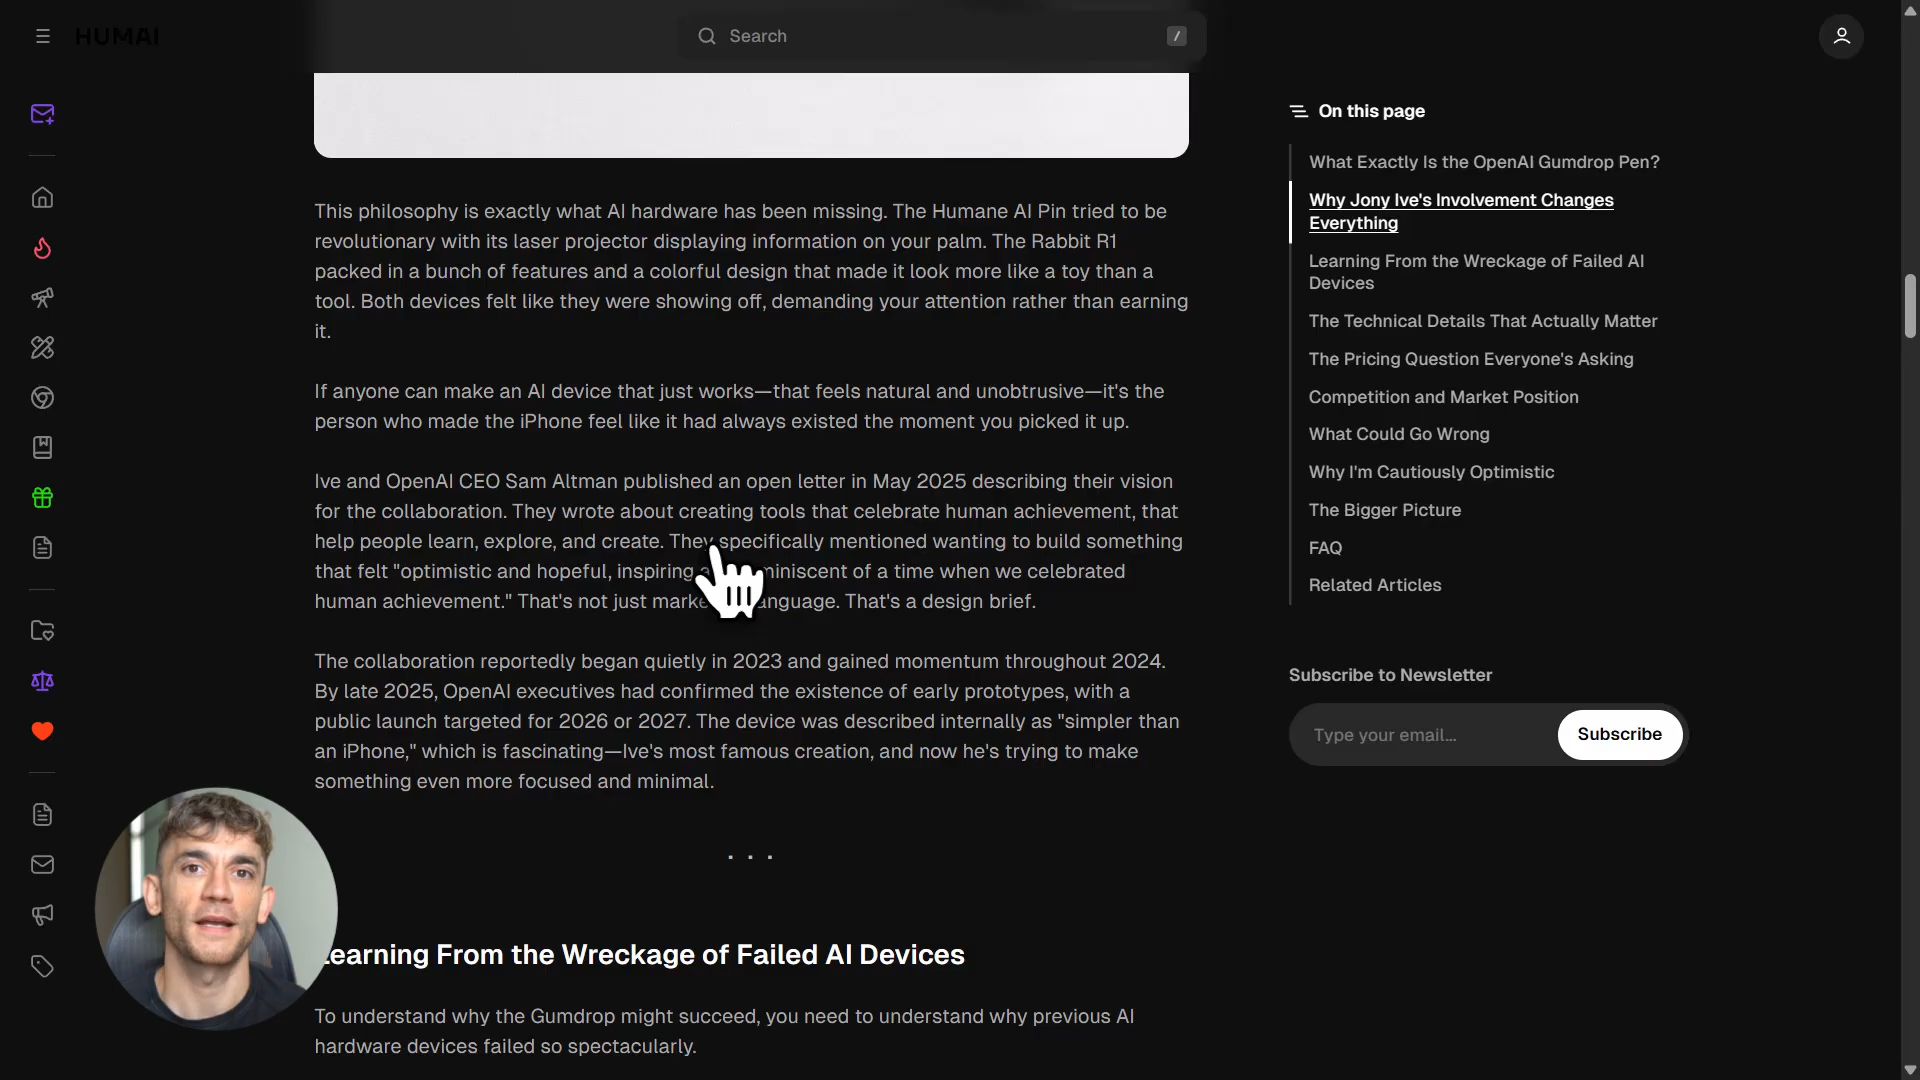 HUMAI
Search
/
On this page
What Exactly Is the OpenAI Gumdrop Pen?
Why Jony Ive's Involvement Changes
Everything
Learning From the Wreckage of Failed AI
Devices
The Technical Details That Actually Matter
The Pricing Question Everyone's Asking
Competition and Market Position
What Could Go Wrong
Why I'm Cautiously Optimistic
The Bigger Picture
FAQ
Related Articles
Subscribe to Newsletter
Type your email...
Subscribe
This philosophy is exactly what AI hardware has been missing. The Humane AI Pin tried to be
revolutionary with its laser projector displaying information on your palm. The Rabbit R1
packed in a bunch of features and a colorful design that made it look more like a toy than a
tool. Both devices felt like they were showing off, demanding your attention rather than earning
it.
If anyone can make an AI device that just works—that feels natural and unobtrusive—it's the
person who made the iPhone feel like it had always existed the moment you picked it up.
Ive and OpenAI CEO Sam Altman published an open letter in May 2025 describing their vision
for the collaboration. They wrote about creating tools that celebrate human achievement, that
help people learn, explore, and create. They specifically mentioned wanting to build something
that felt "optimistic and hopeful, inspiring of a time when we celebrated
human achievement." That's not just language. That's a design brief.
The collaboration reportedly began quietly in 2023 and gained momentum throughout 2024.
By late 2025, OpenAI executives had confirmed the existence of early prototypes, with a
public launch targeted for 2026 or 2027. The device was described internally as "simpler than
an iPhone," which is fascinating—Ive's most famous creation, and now he's trying to make
something even more focused and minimal.
. . .
Learning From the Wreckage of Failed AI Devices
To understand why the Gumdrop might succeed, you need to understand why previous AI
hardware devices failed so spectacularly.